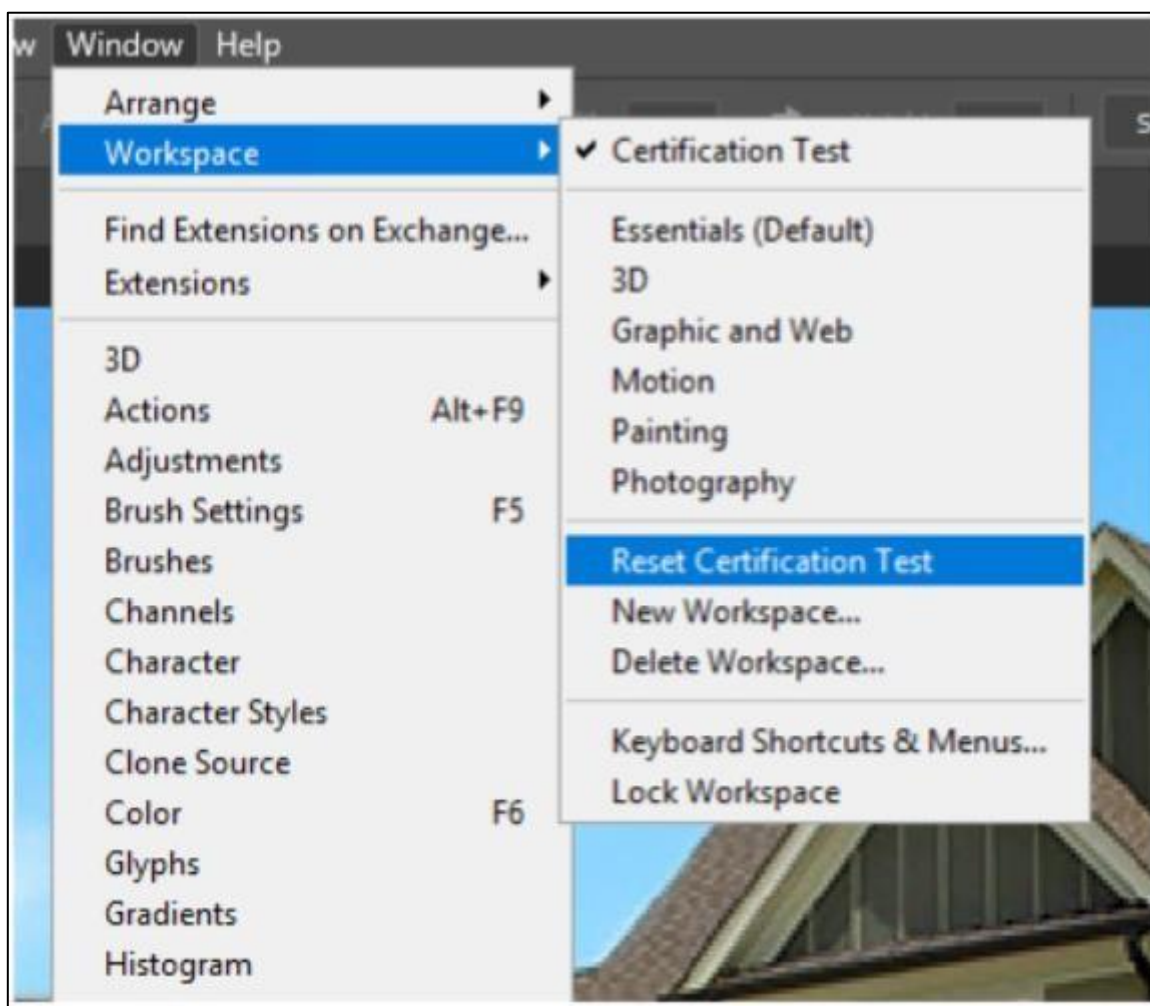 w Window Help
Arrange
Workspace
Find Extensions on Exchange...
Extensions
3D
Actions Alt+F9
Adjustments
Brush Settings F5
Brushes
Channels
Character
Character Styles
Clone Source
Color F6
Glyphs
Gradients
Histogram
Certification Test
Essentials (Default)
3D
Graphic and Web
Motion
Painting
Photography
Reset Certification Test
New Workspace...
Delete Workspace...
Keyboard Shortcuts & Menus...
Lock Workspace
S